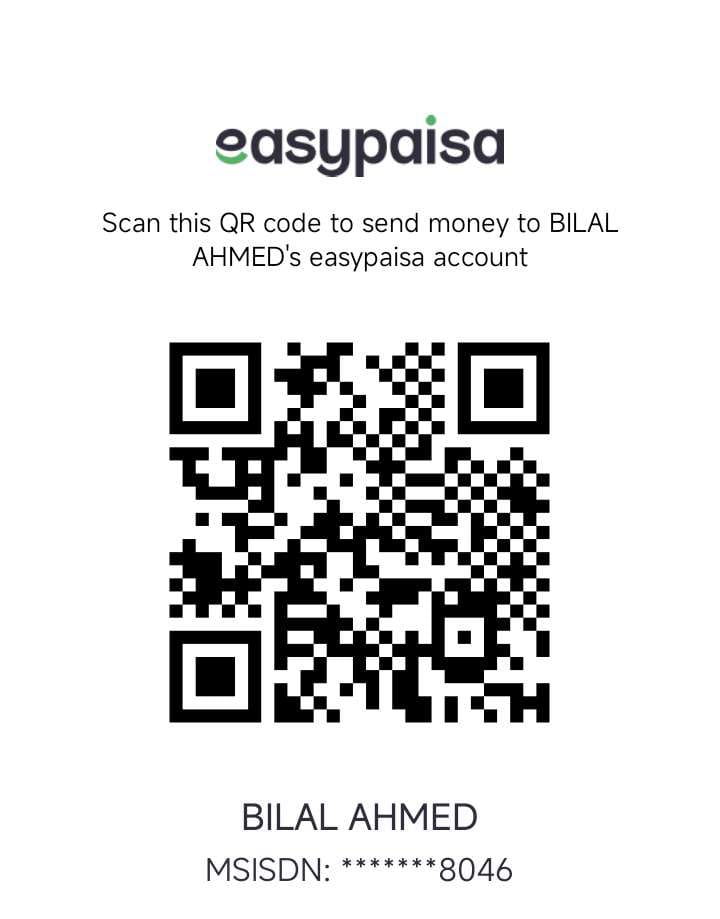 easypaisa
Scan this QR code to send money to BILAL
AHMED's easypaisa account
BILAL AHMED
MSISDN: *******8046